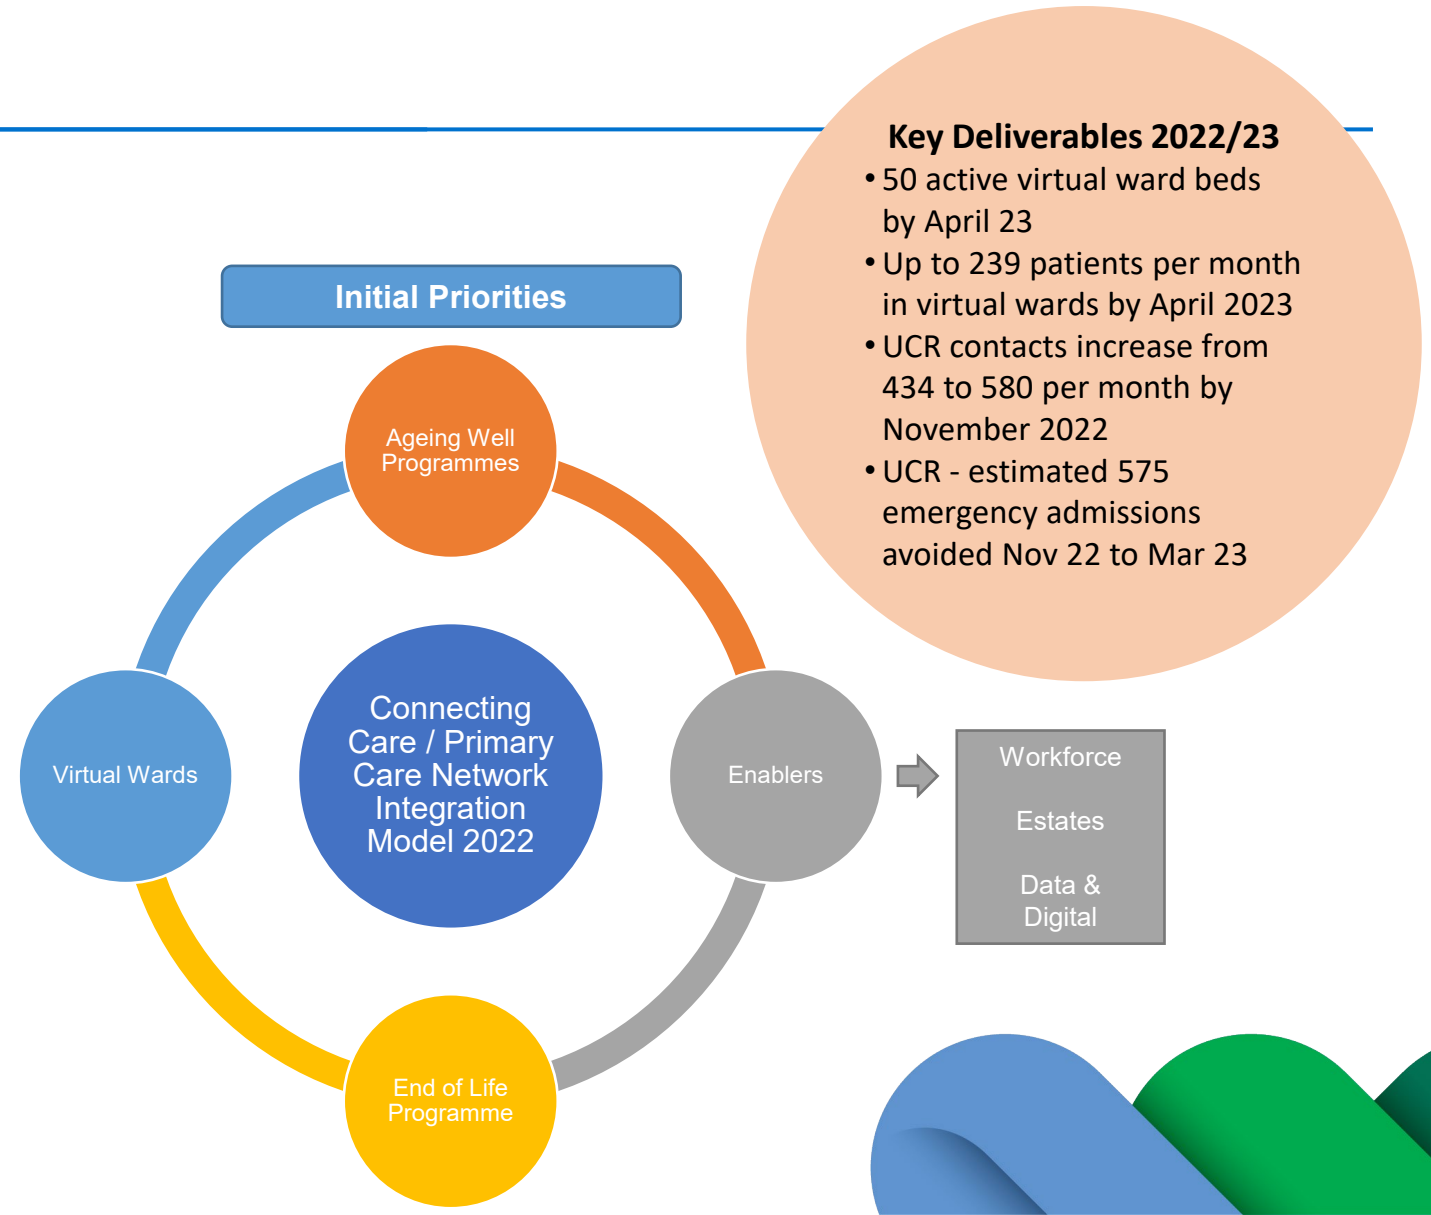 Key Deliverables 2022/23
• 50 active virtual ward beds
by April 23
• Up to 239 patients per month
in virtual wards by April 2023
• UCR contacts increase from
434 to 580 per month by
November 2022
• UCR - estimated 575
emergency admissions
avoided Nov 22 to Mar 23
Initial Priorities
Ageing Well
Programmes
Virtual Wards
Connecting
Care / Primary
Care Network
Integration
Model 2022
Enablers
Workforce
Estates
Data &
Digital
End of Life
Programme